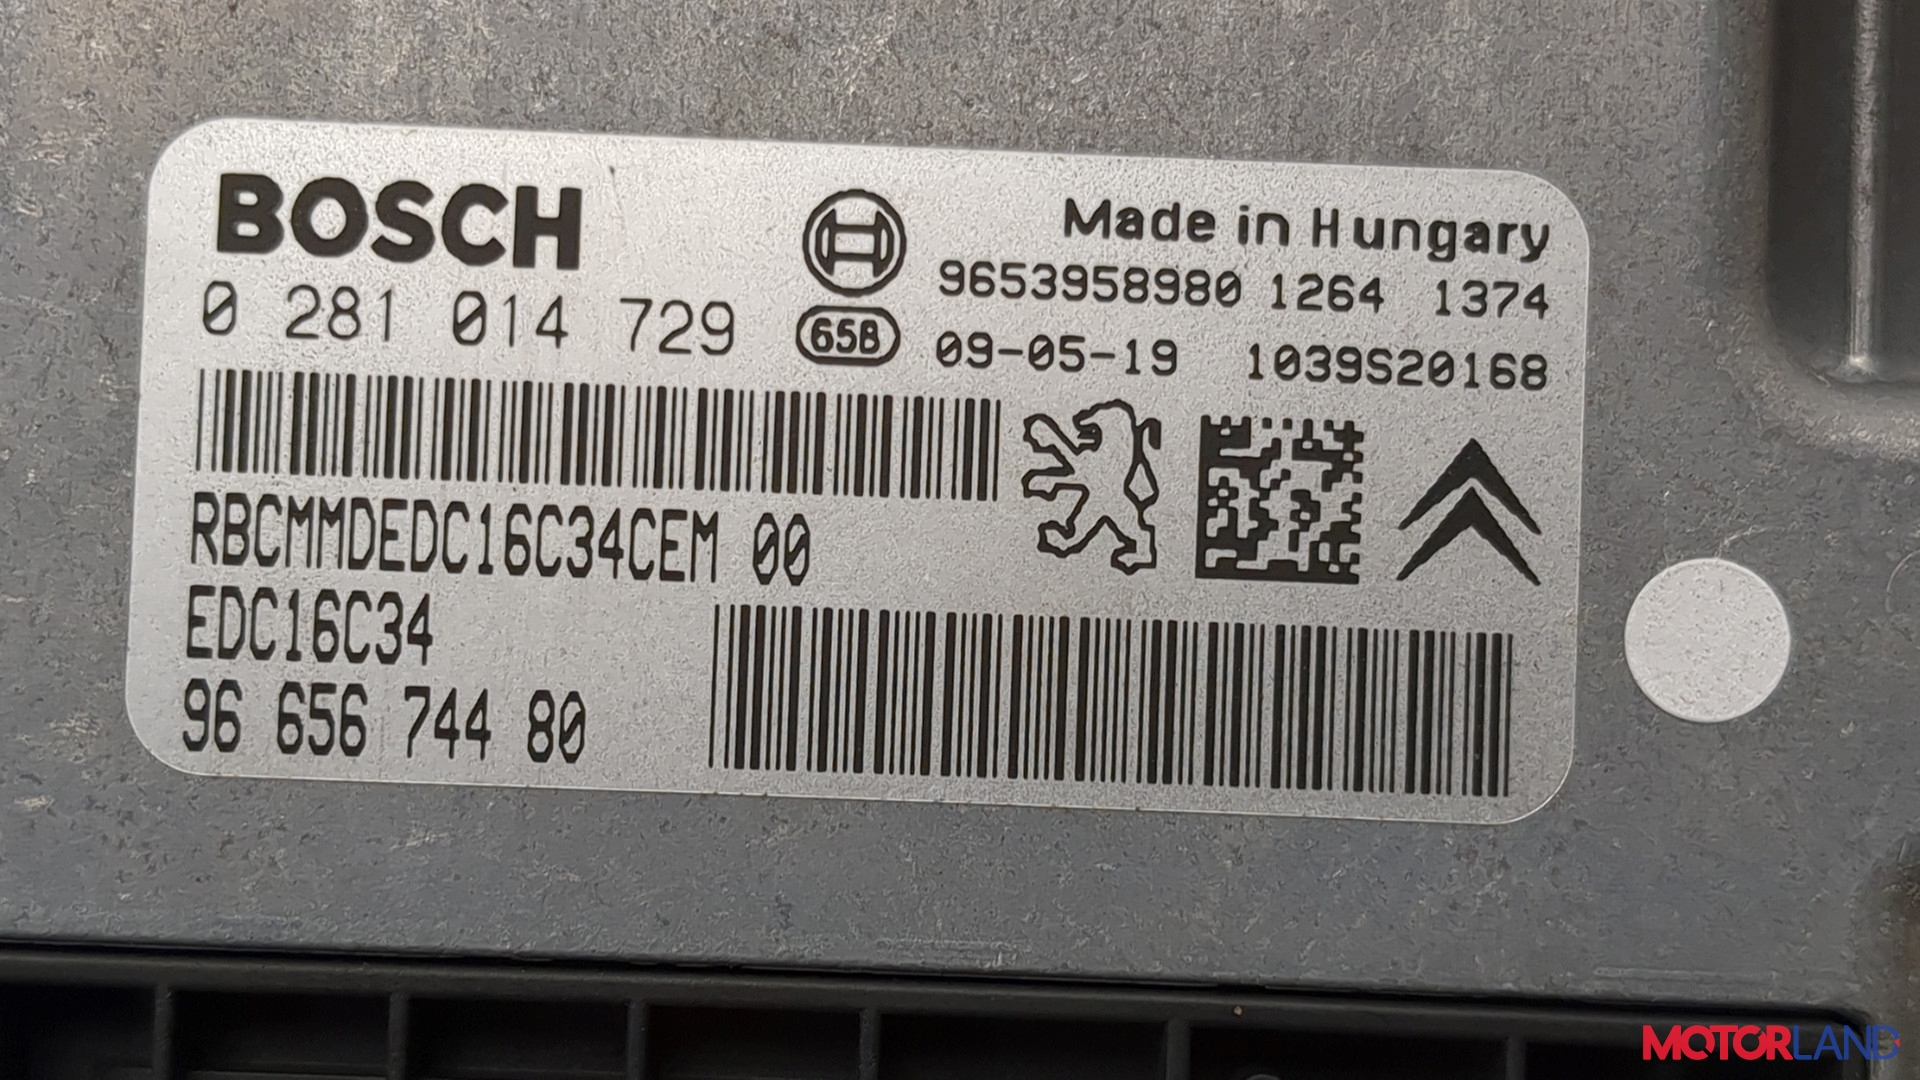 BOSCH
Made in Hungary
9653958980 1264 1374
0 281 014 729
65B
09-05-19 1039S20168
RBCMMDEDC16C34CEM 00
EDC16C34
96 656 744 80
MOTORLAND